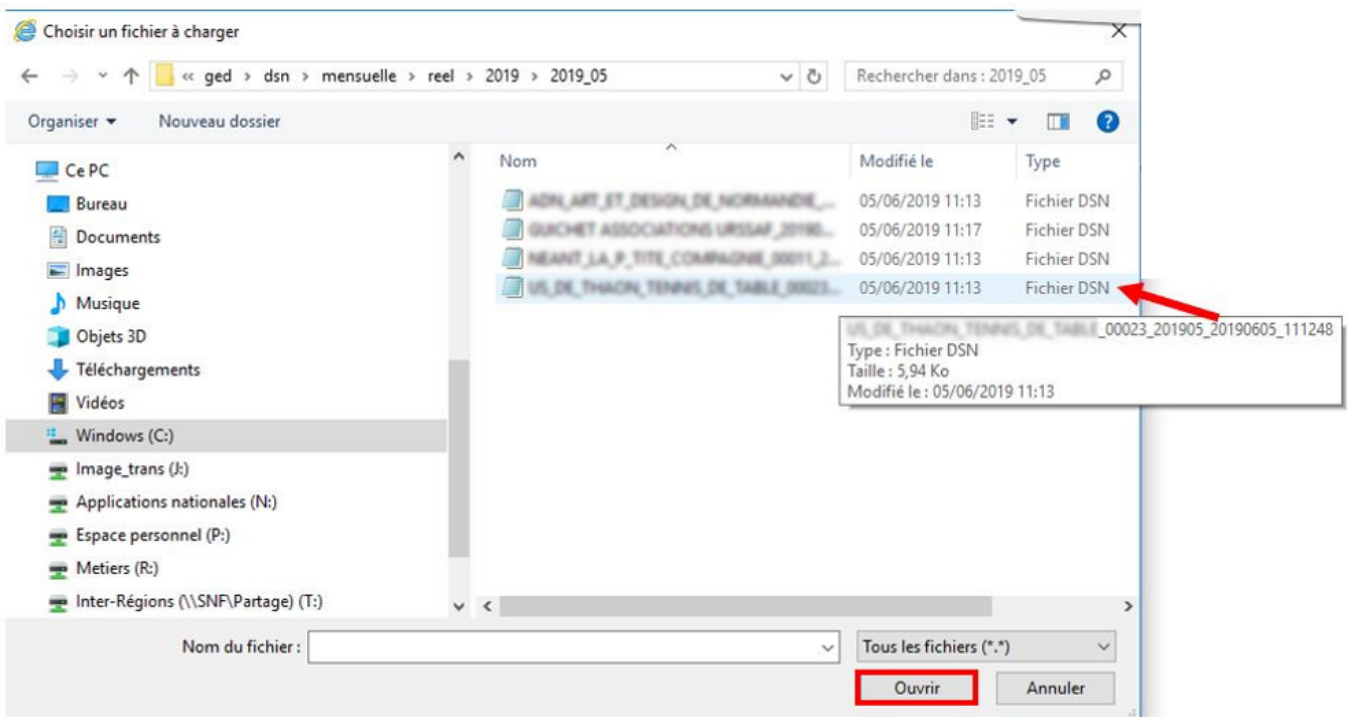 Choisir un fichier à charger
« ged › dsn › mensuelle › reel › 2019 › 2019_05
Rechercher dans : 2019_05
Organiser
Nouveau dossier
Ce PC
Bureau
Documents
Images
Musique
Objets 3D
Téléchargements
Vidéos
Windows (C:)
Image_trans (J:)
Applications nationales (N:)
Espace personnel (P:)
Metiers (R:)
Inter-Régions (\\SNF\Partage) (T:)
Nom Modifié le Type
05/06/2019 11:13 Fichier DSN
05/06/2019 11:17 Fichier DSN
05/06/2019 11:13 Fichier DSN
05/06/2019 11:13 Fichier DSN
_00023_201905_20190605_111248
Type : Fichier DSN
Taille : 5,94 Ko
Modifié le : 05/06/2019 11:13
Nom du fichier :
Tous les fichiers (*.*)
Ouvrir
Annuler